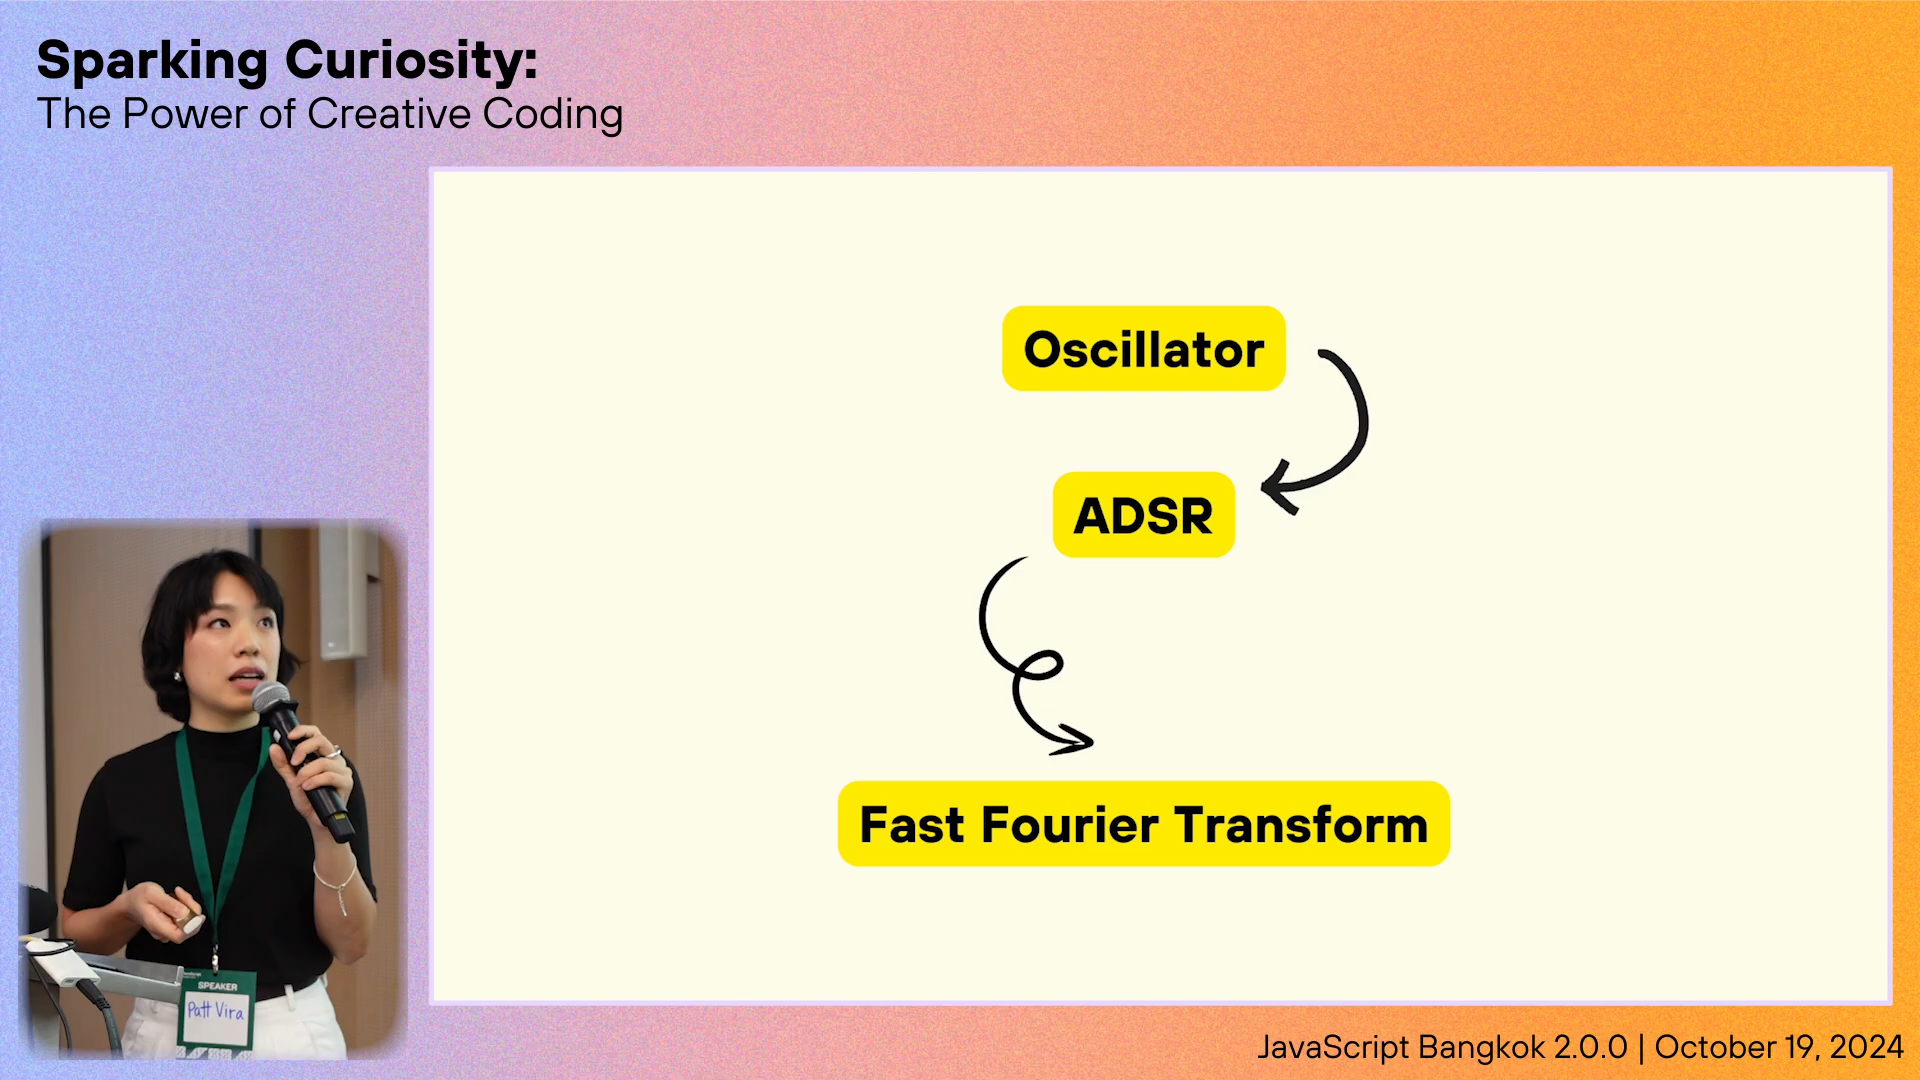 Sparking Curiosity:
The Power of Creative Coding
Oscillator
ADSR
Fast Fourier Transform
SPEAKER
Patt Vira
JavaScript Bangkok 2.0.0 | October 19, 2024